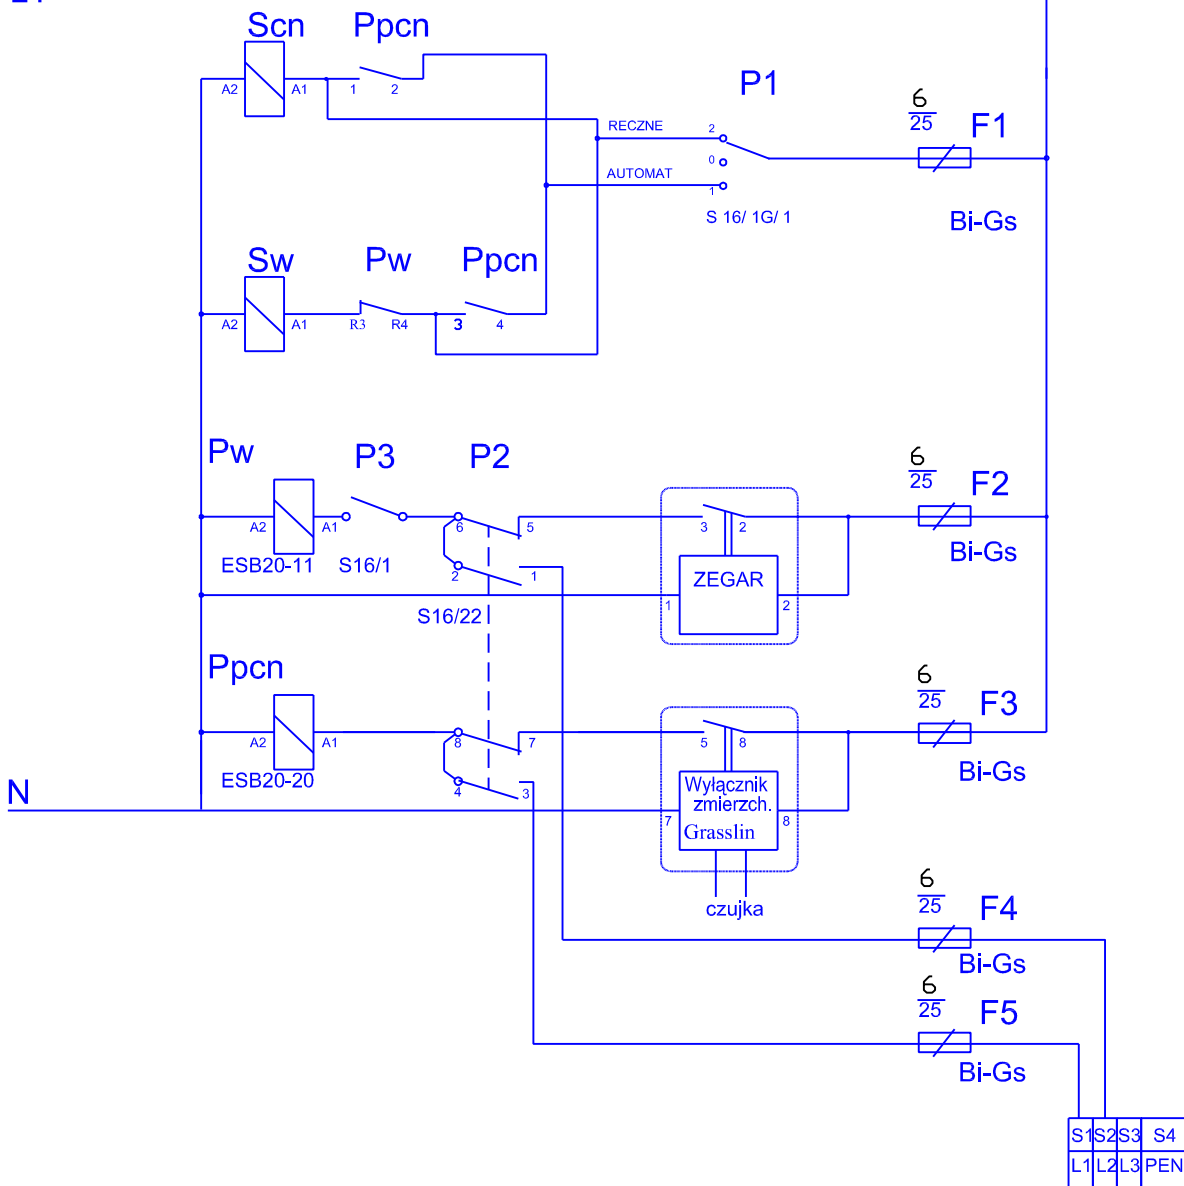 Scn Ppcn
A2 A1 1 2
P1
6
25 F1
RECZNE 2
0
AUTOMAT
1
S 16/ 1G/ 1
Bi-Gs
Sw Pw Ppcn
A2 A1 R3 R4 3 4
Pw P3 P2
6
25 F2
A2 A1 6 5 3 2
Bi-Gs
ESB20-11 S16/1 2 1 ZEGAR
1 2
S16/22
Ppcn
6
25 F3
A2 A1 8 7 5 8
Bi-Gs
ESB20-20
4 3
Wyłącznik
zmierzch.
N
7 8
Grasslin
czujka
6
25 F4
Bi-Gs
6
25 F5
Bi-Gs
S1 S2 S3 S4
L1 L2 L3 PEN